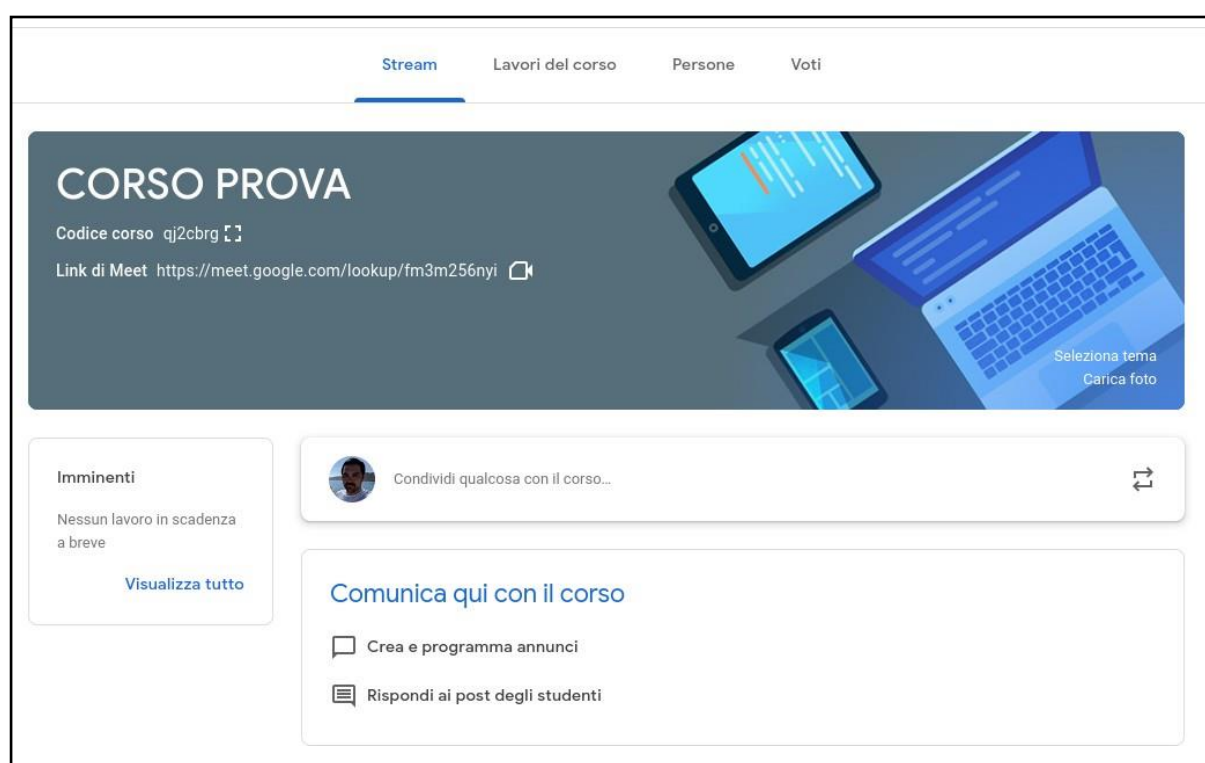 Stream Lavori del corso Persone Voti
CORSO PROVA
Codice corso qj2cbrg
Link di Meet https://meet.google.com/lookup/fm3m256nyi
Seleziona tema
Carica foto
Imminenti
Nessun lavoro in scadenza
a breve
Visualizza tutto
Condividi qualcosa con il corso...
Comunica qui con il corso
Crea e programma annunci
Rispondi ai post degli studenti